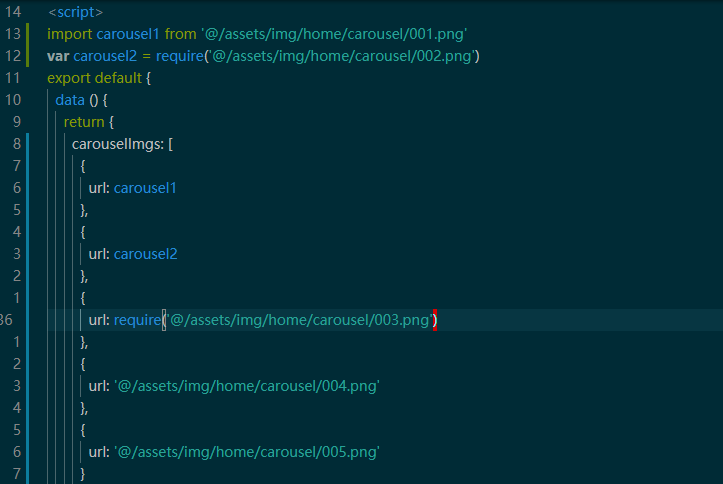 14 <script>
13 import carousel1 from '@/assets/img/home/carousel/001.png'
12 var carousel2 = require('@/assets/img/home/carousel/002.png')
11 export default {
10 data () {
9 return {
8 carouselImgs: [
7 {
6 url: carousel1
5 },
4 {
3 url: carousel2
2 },
1 {
36 url: require('@/assets/img/home/carousel/003.png')
1 },
2 {
3 url: '@/assets/img/home/carousel/004.png'
4 },
5 {
6 url: '@/assets/img/home/carousel/005.png'
7 }